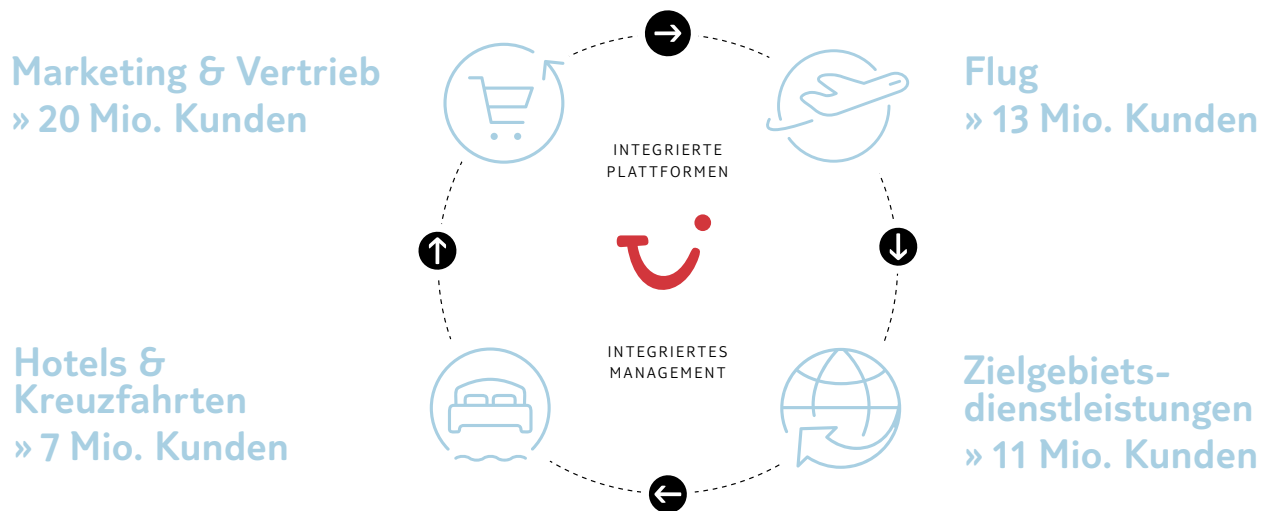 Marketing & Vertrieb
» 20 Mio. Kunden
Flug
» 13 Mio. Kunden
INTEGRIERTE
PLATTFORMEN
INTEGRIERTES
MANAGEMENT
Hotels &
Kreuzfahrten
» 7 Mio. Kunden
Zielgebiets-
dienstleistungen
» 11 Mio. Kunden